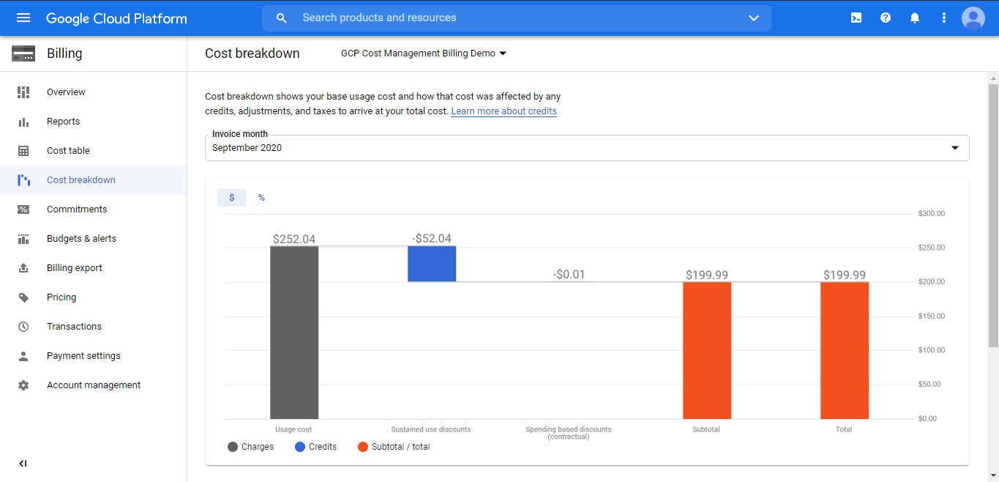 Google Cloud Platform
Search products and resources
Billing
Cost breakdown
GCP Cost Management Billing Demo
Overview
Reports
Cost table
Cost breakdown
Commitments
Budgets & alerts
Billing export
Pricing
Transactions
Payment settings
Account management
Cost breakdown shows your base usage cost and how that cost was affected by any
credits, adjustments, and taxes to arrive at your total cost. Learn more about credits
Invoice month
September 2020
$
%
$300.00
$250.00
$200.00
$150.00
$100.00
$50.00
$0.00
$252.04
-$52.04
-$0.01
$199.99
$199.99
Usage cost
Sustained use discounts
Spending based discounts
(contractual)
Subtotal
Total
Charges
Credits
Subtotal / total